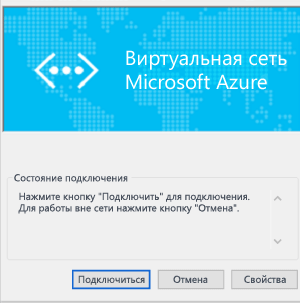 Виртуальная сеть
Microsoft Azure
Состояние подключения
Нажмите кнопку "Подключить" для подключения.
Для работы вне сети нажмите кнопку "Отмена".
Подключиться
Отмена
Свойства